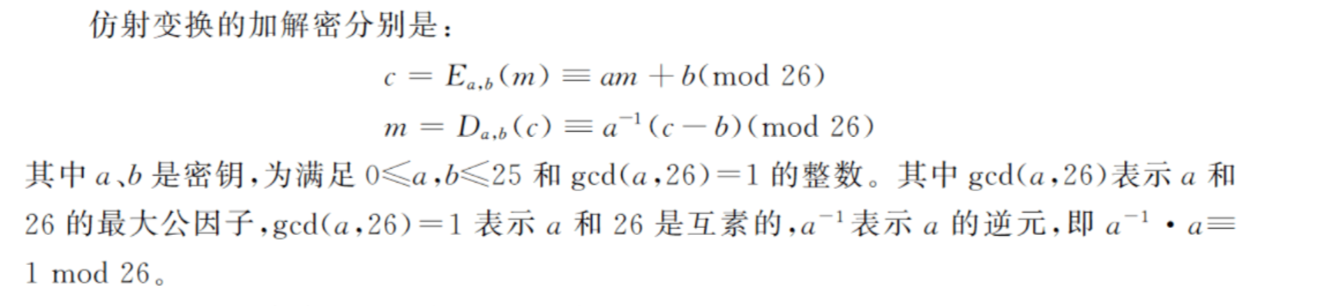 仿射变换的加解密分别是:
c = Eₐ,b(m) ≡ am + b(mod 26)
m = Dₐ,b(c) ≡ a⁻¹(c − b)(mod 26)
其中 a、b 是密钥,为满足 0≤a,b≤25 和 gcd(a,26)=1 的整数。其中 gcd(a,26)表示 a 和
26 的最大公因子,gcd(a,26)=1 表示 a 和 26 是互素的,a⁻¹表示 a 的逆元,即 a⁻¹ · a≡
1 mod 26。